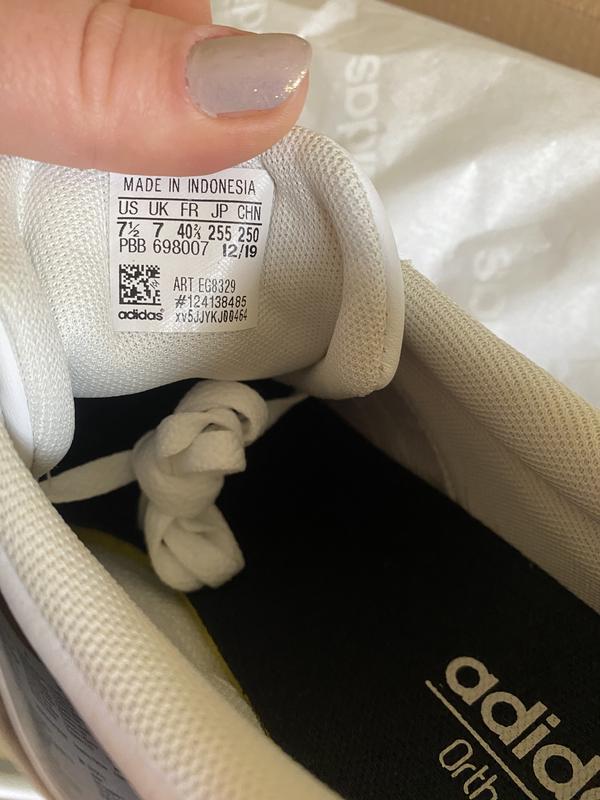 adidas
MADE IN INDONESIA
US UK FR JP CHN
7½ 7 40⅔ 255 250
PBB 698007 12/19
ART EG8329
#124138485
adidas® xv5JJYKJ00464
adidas
Orth